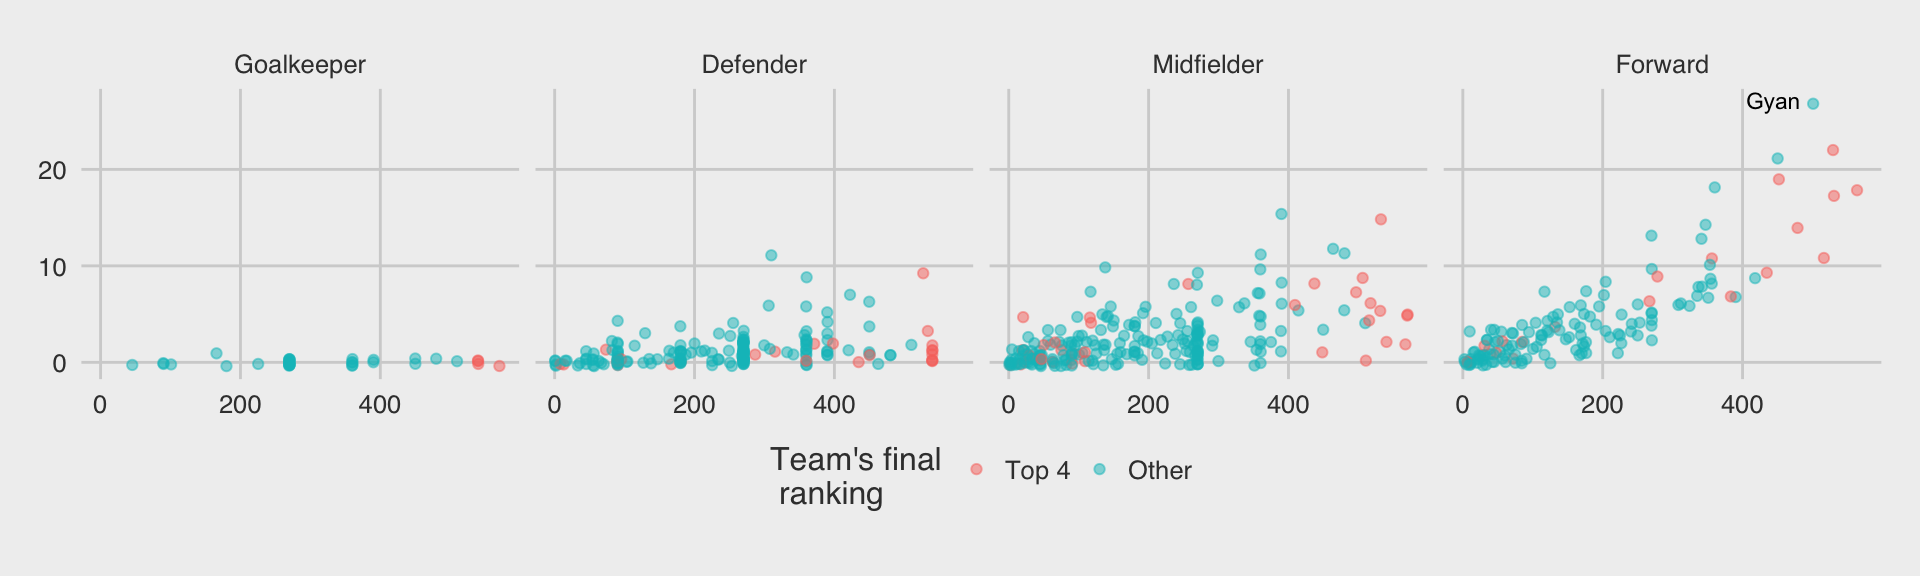 Goalkeeper Defender Midfielder Forward
Gyan
20
10
0
0 200 400 0 200 400 0 200 400 0 200 400
Team's final Top 4 Other
ranking